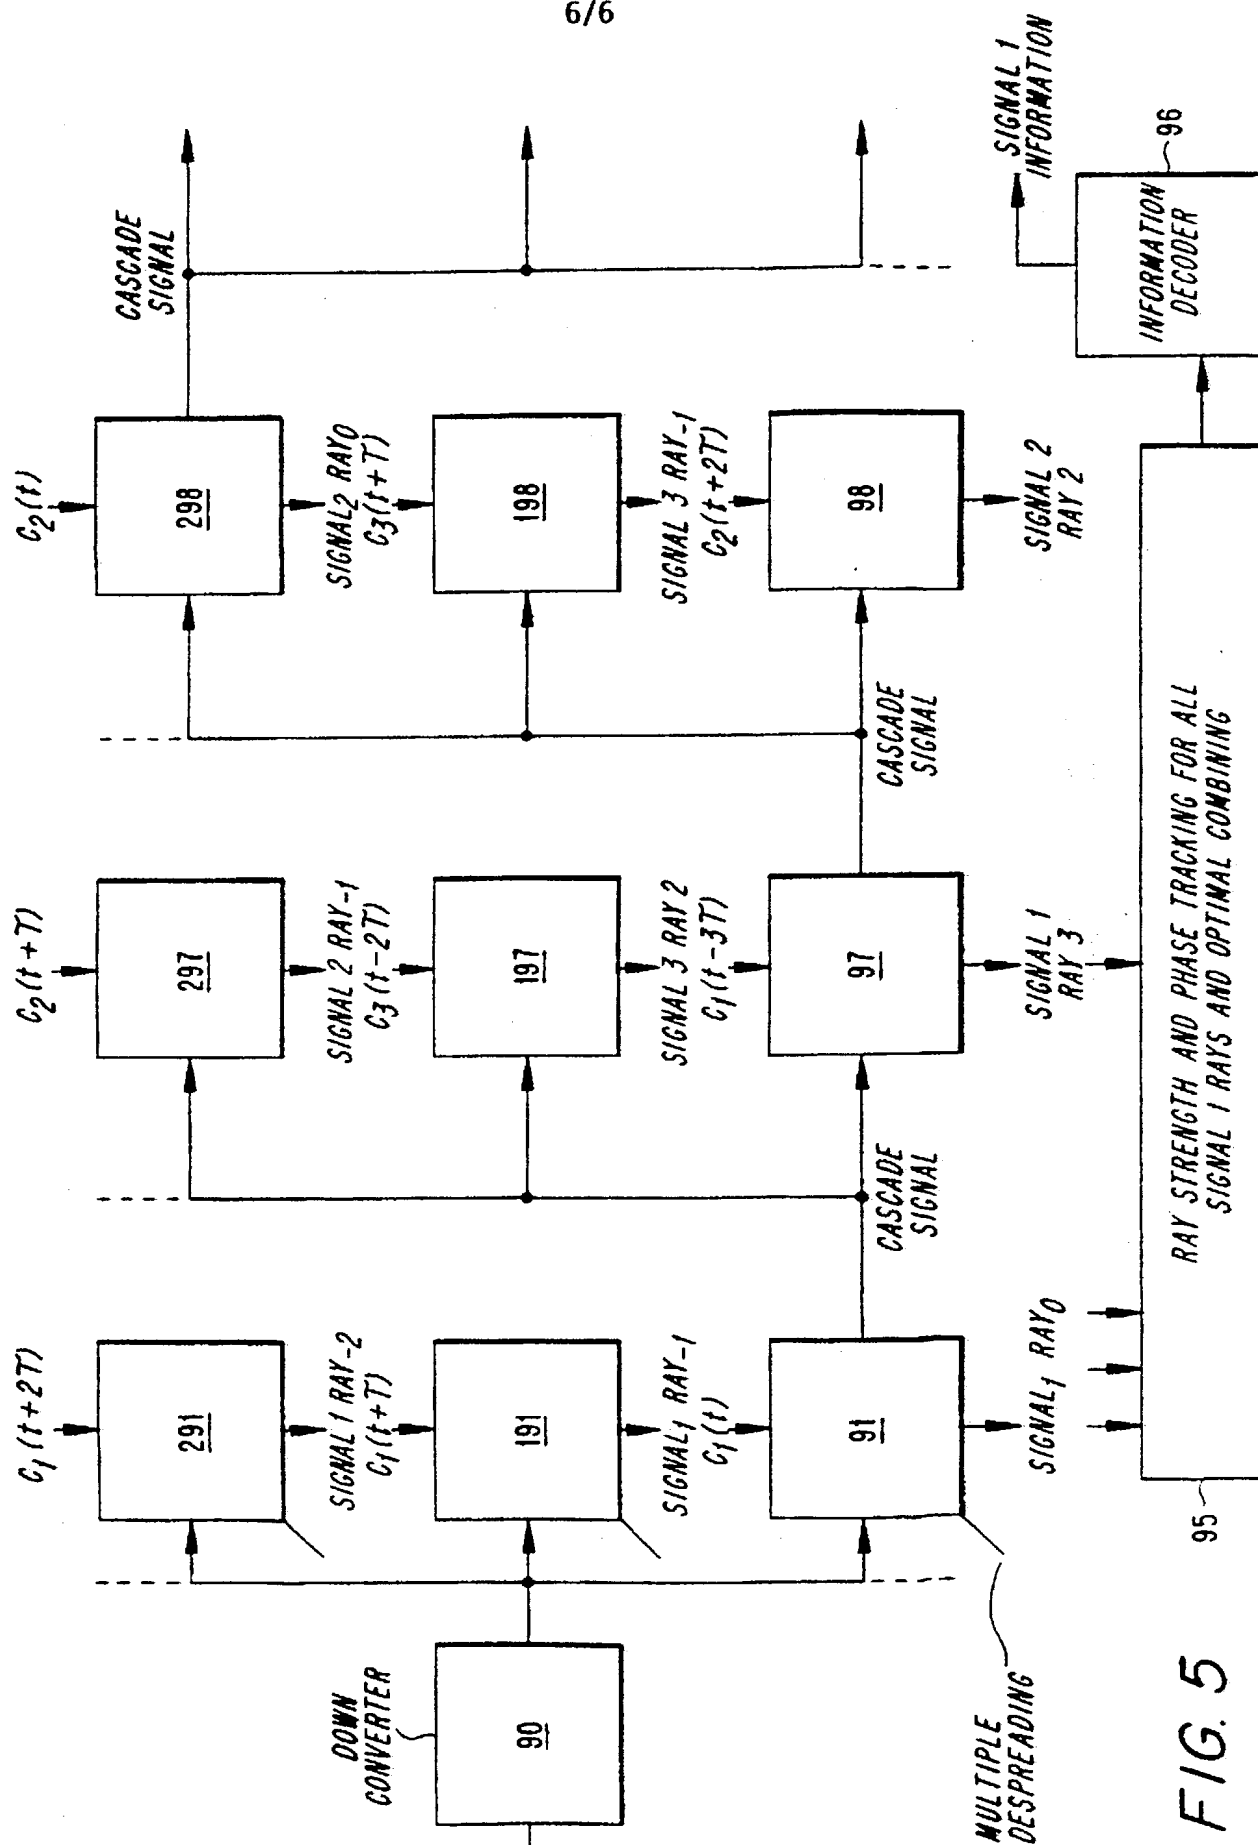 9/9
C₁(t+2T)
C₂(t+T)
C₂(t)
CASCADE
SIGNAL
291
297
298
DOWN
CONVERTER
SIGNAL 1 RAY-2
C₁(t+T)
SIGNAL 2 RAY-1
C₃(t-2T)
SIGNAL₂ RAY₀
C₃(t+T)
90
191
197
198
SIGNAL₁ RAY-1
C₁(t)
SIGNAL 3 RAY 2
C₁(t-3T)
SIGNAL 3 RAY-1
C₂(t+2T)
91
97
98
CASCADE
SIGNAL
CASCADE
SIGNAL
MULTIPLE
DESPREADING
SIGNAL₁ RAY₀
SIGNAL 1
RAY 3
SIGNAL 2
RAY 2
SIGNAL 1
INFORMATION
95
RAY STRENGTH AND PHASE TRACKING FOR ALL
SIGNAL 1 RAYS AND OPTIMAL COMBINING
INFORMATION
DECODER
96
FIG. 5